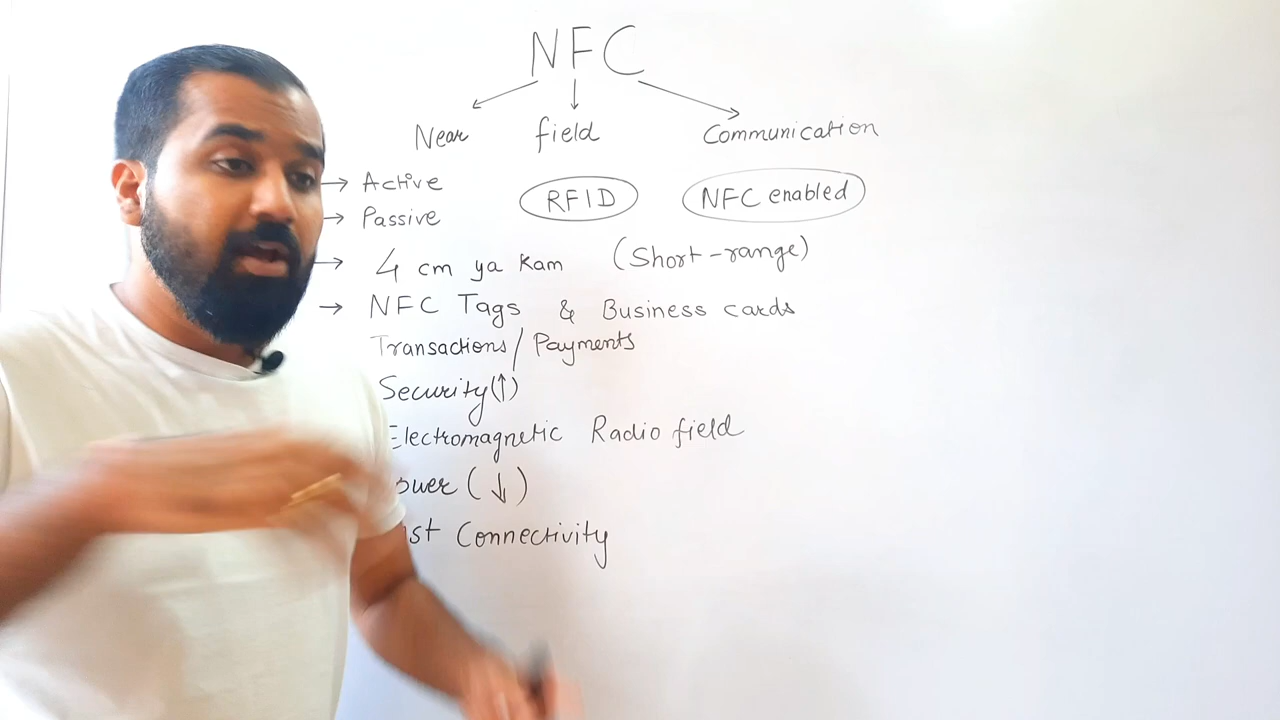 NFC
Near field Communication
Active
Passive
RFID
NFC enabled
4 cm ya Kam (Short-range)
NFC Tags & Business cards
Transactions/Payments
Security(↑)
Electromagnetic Radio field
(↓)
Connectivity